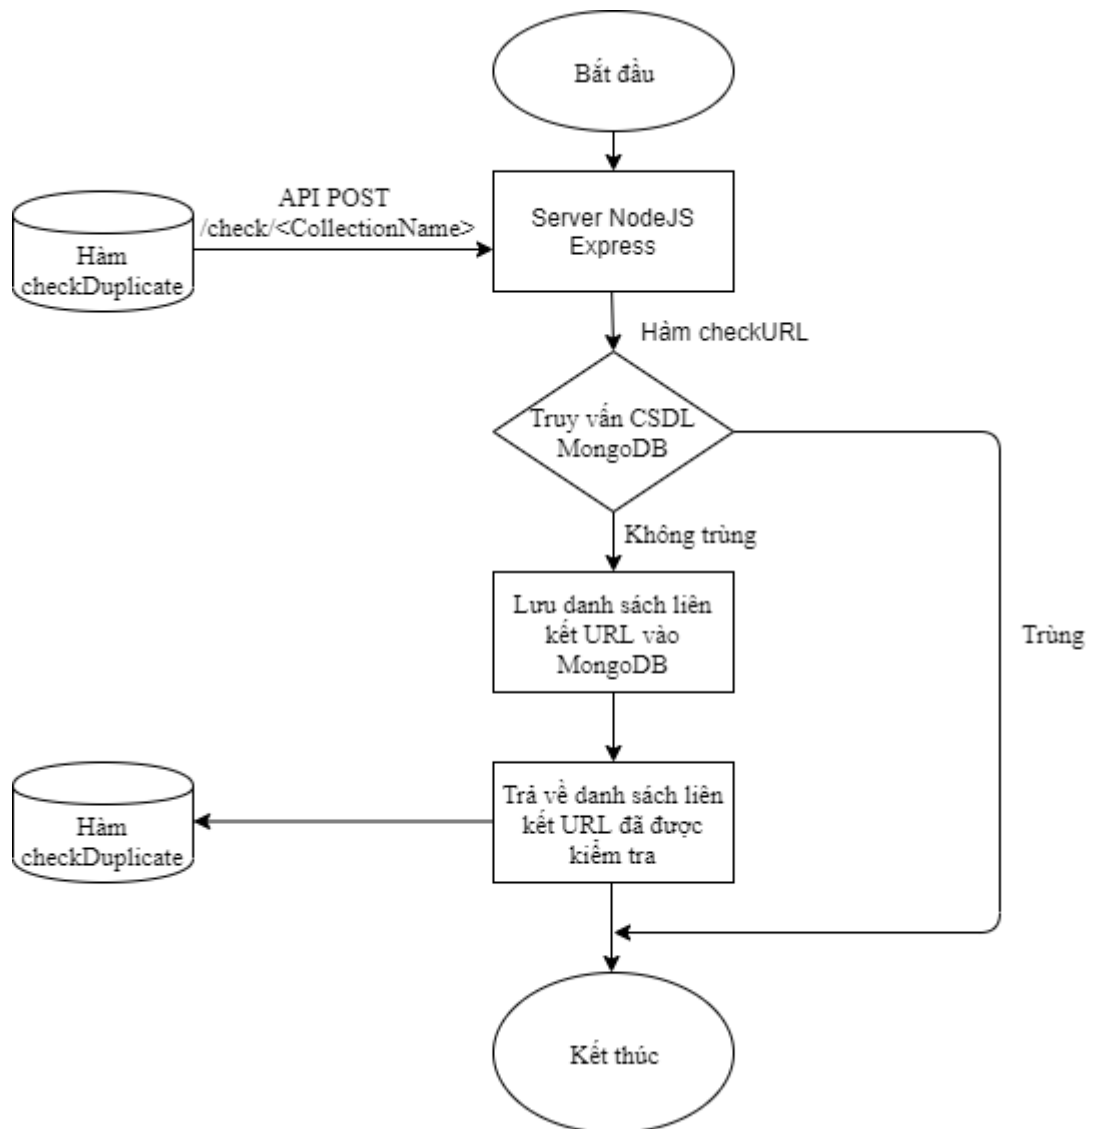 Bắt đầu
API POST
/check/<CollectionName>
Hàm
checkDuplicate
Server NodeJS
Express
Hàm checkURL
Truy vấn CSDL
MongoDB
Không trùng
Trùng
Lưu danh sách liên
kết URL vào
MongoDB
Trả về danh sách liên
kết URL đã được
kiểm tra
Hàm
checkDuplicate
Kết thúc